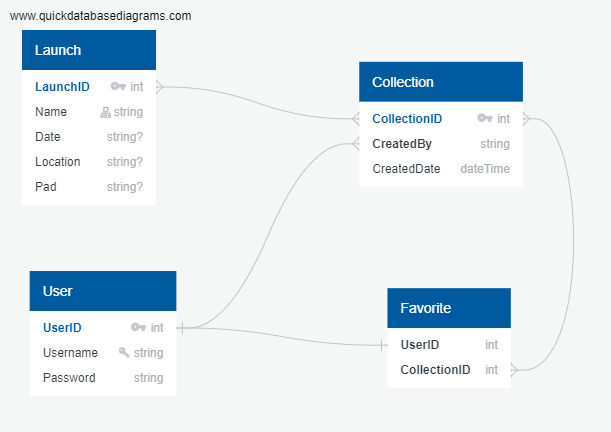 www.quickdatabasediagrams.com
Launch
LaunchID int
Name string
Date string?
Location string?
Pad string?
Collection
CollectionID int
CreatedBy string
CreatedDate dateTime
User
UserID int
Username string
Password string
Favorite
UserID int
CollectionID int